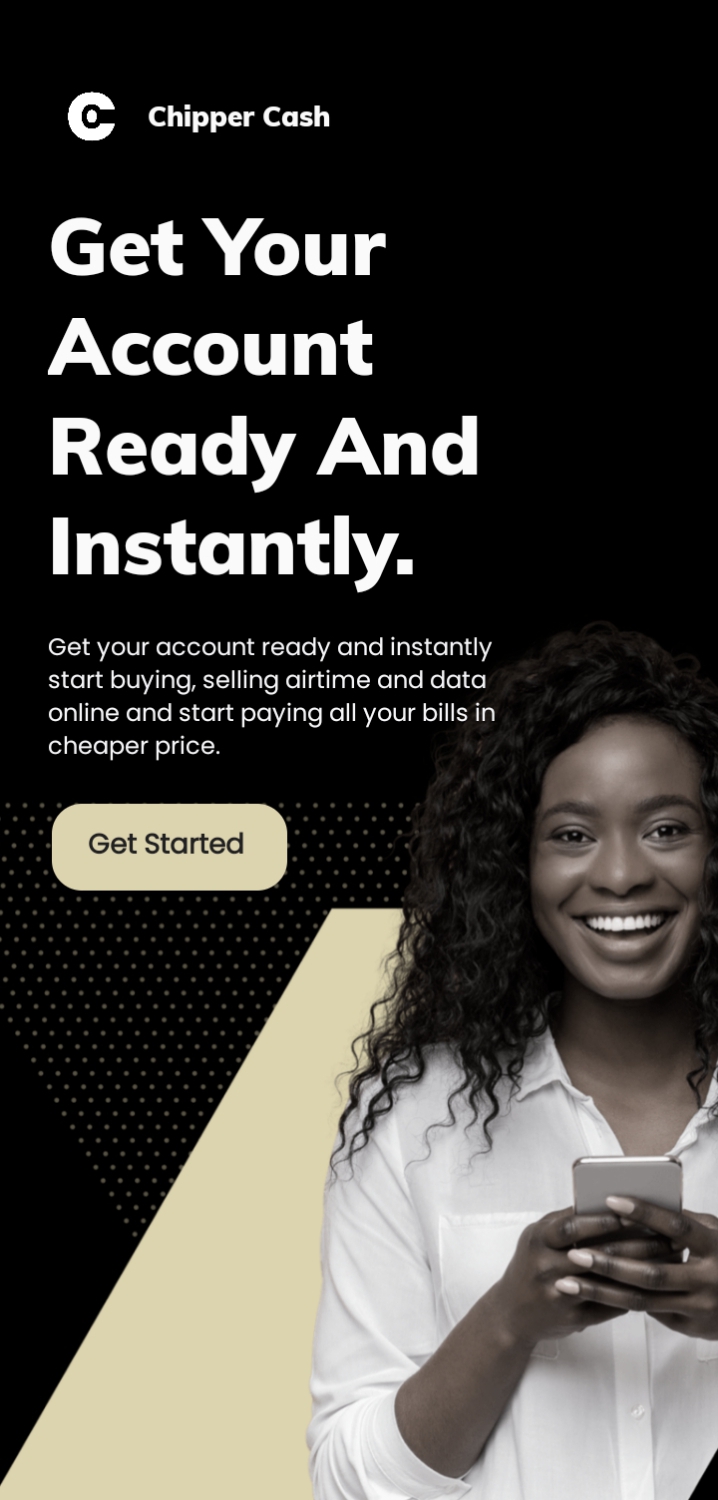 Chipper Cash
Get Your
Account
Ready And
Instantly.
Get your account ready and instantly
start buying, selling airtime and data
online and start paying all your bills in
cheaper price.
Get Started